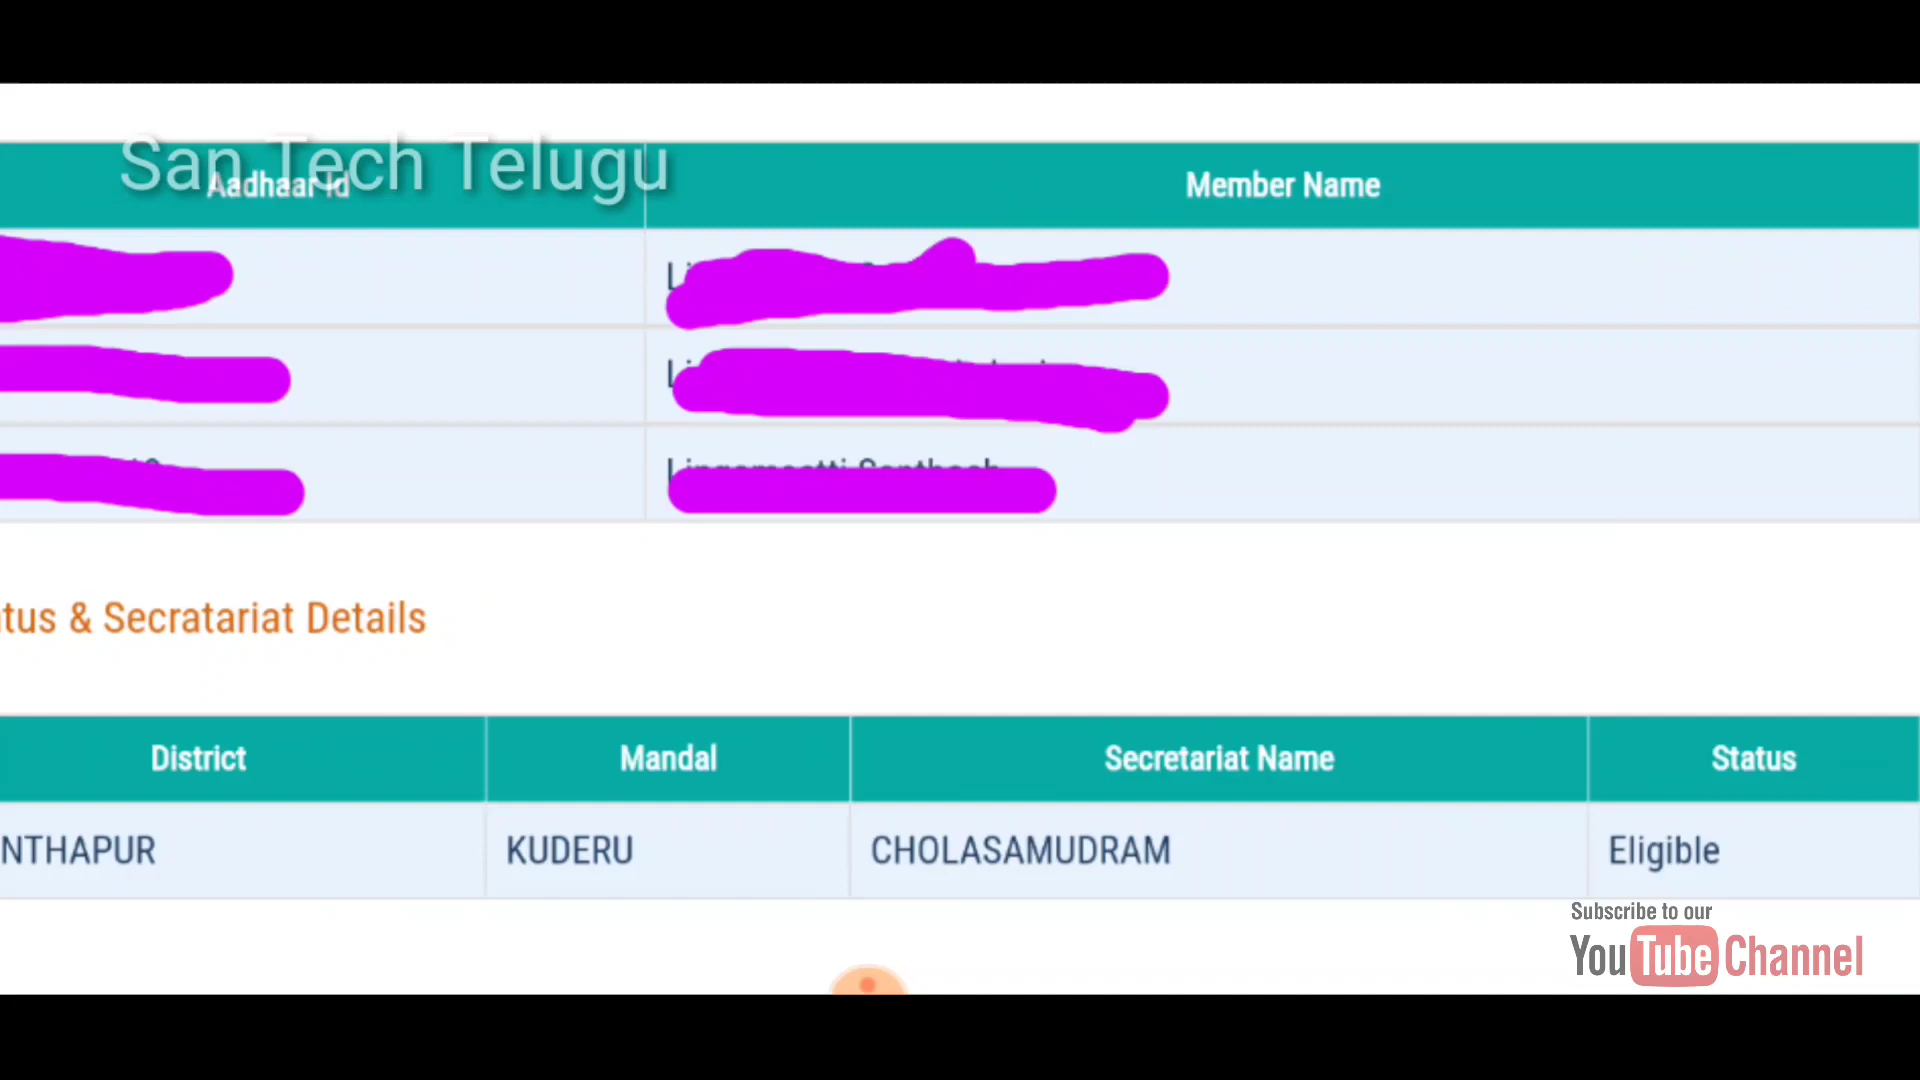 San Tech Telugu
Aadhaar Id
Member Name
tus & Secratariat Details
District
Mandal
Secretariat Name
Status
NTHAPUR
KUDERU
CHOLASAMUDRAM
Eligible
Subscribe to our
YouTube Channel